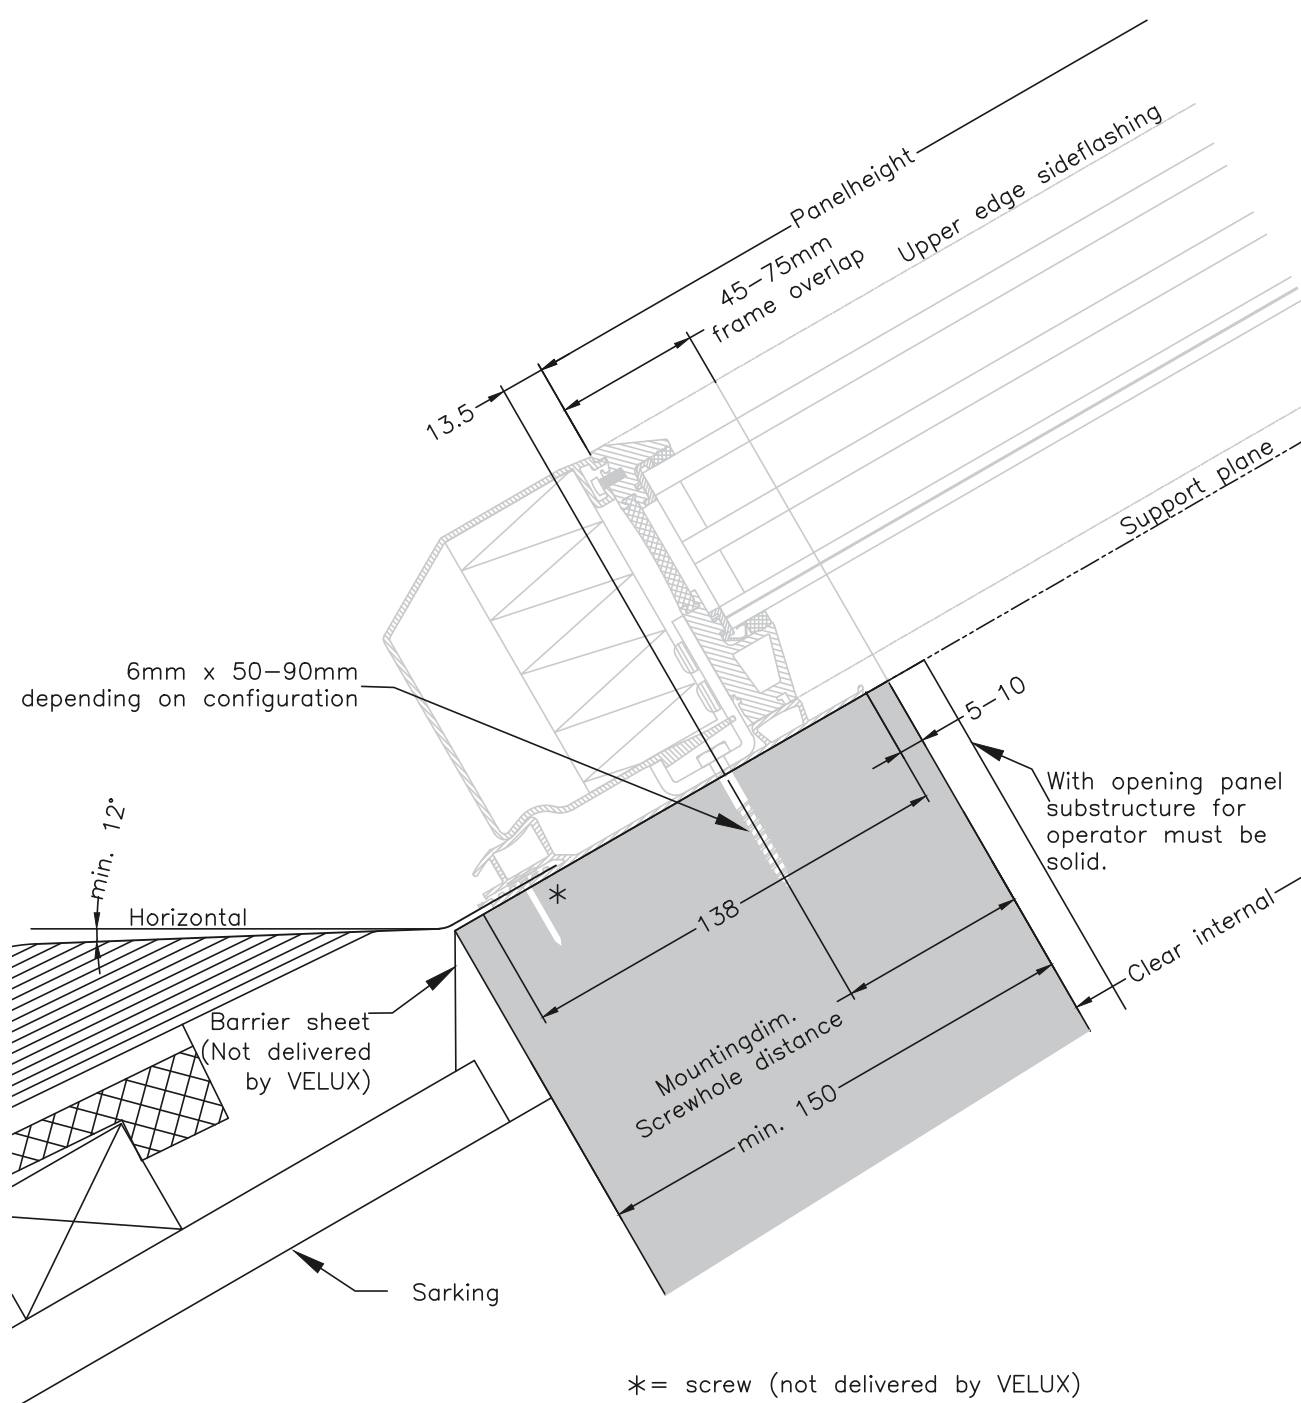 Panelheight
Upper edge sideflashing
45-75mm
frame overlap
13.5
Support plane
6mm x 50-90mm
depending on configuration
5-10
With opening panel
substructure for
operator must be
solid.
min. 12°
Horizontal
*
138
Clear internal
Barrier sheet
(Not delivered
by VELUX)
Mountingdim.
Screwhole distance
min. 150
Sarking
*= screw (not delivered by VELUX)